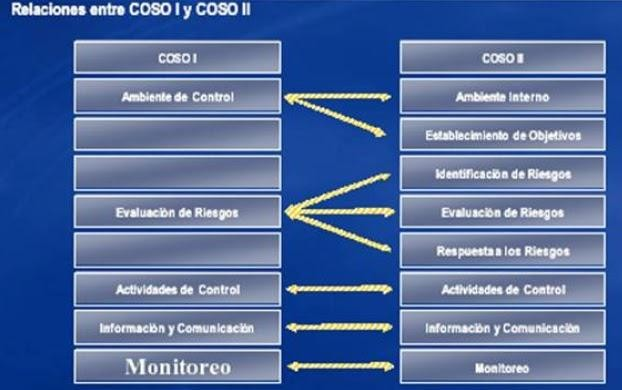 Relaciones entre COSO I y COSO II
COSO I COSO II
Ambiente de Control Ambiente Interno
Establecimiento de Objetivos
Identificación de Riesgos
Evaluación de Riesgos Evaluación de Riesgos
Respuesta a los Riesgos
Actividades de Control Actividades de Control
Información y Comunicación Información y Comunicación
Monitoreo Monitoreo